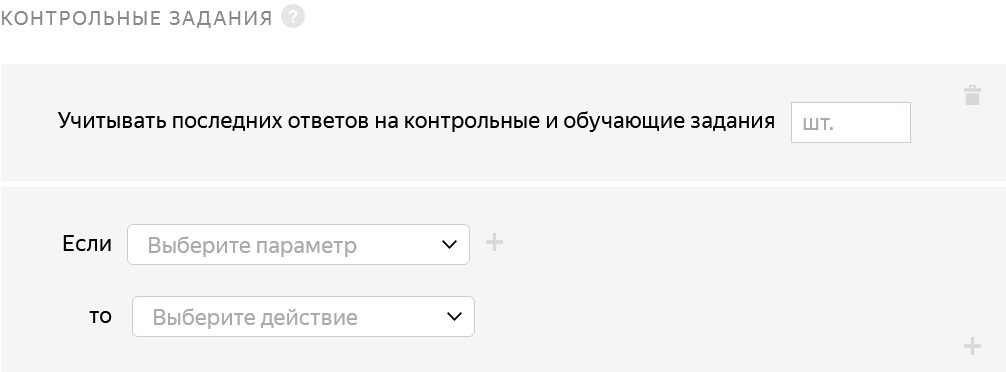 КОНТРОЛЬНЫЕ ЗАДАНИЯ ?
Учитывать последних ответов на контрольные и обучающие задания шт.
Если Выберите параметр +
то Выберите действие
+